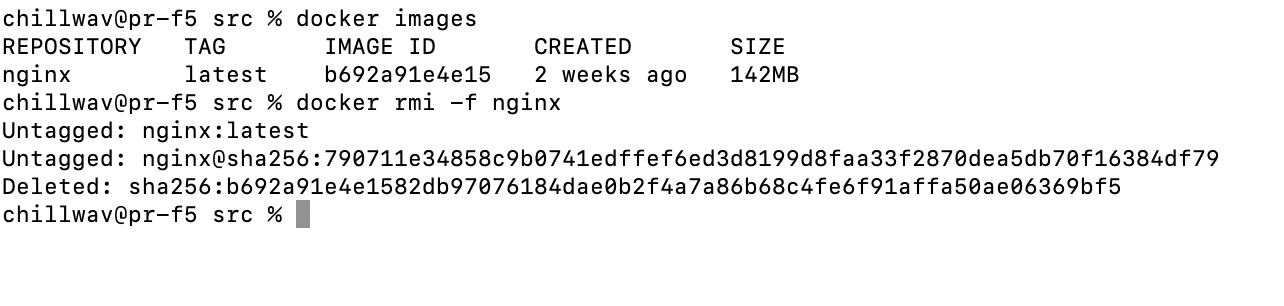 chillwav@pr-f5 src % docker images
REPOSITORY   TAG       IMAGE ID       CREATED       SIZE
nginx        latest    b692a91e4e15   2 weeks ago   142MB
chillwav@pr-f5 src % docker rmi -f nginx
Untagged: nginx:latest
Untagged: nginx@sha256:790711e34858c9b0741edffef6ed3d8199d8faa33f2870dea5db70f16384df79
Deleted: sha256:b692a91e4e1582db97076184dae0b2f4a7a86b68c4fe6f91affa50ae06369bf5
chillwav@pr-f5 src %